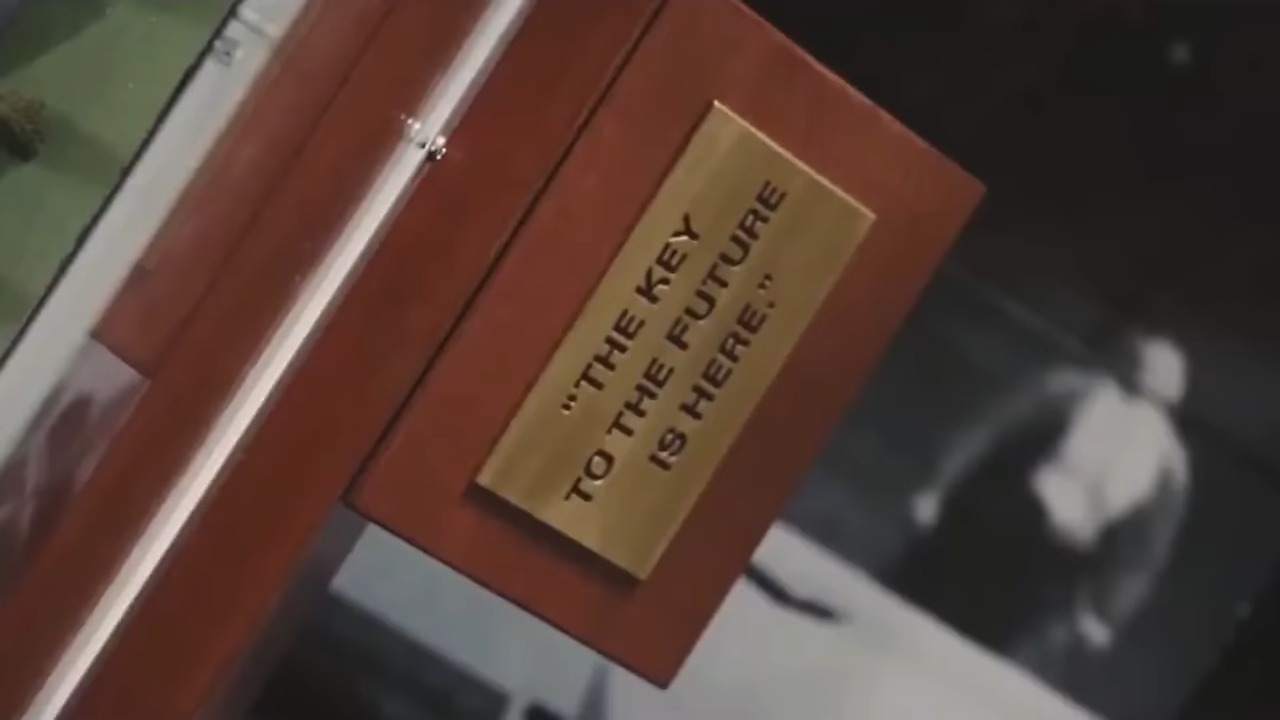 “THE KEY
TO THE FUTURE
IS HERE.”